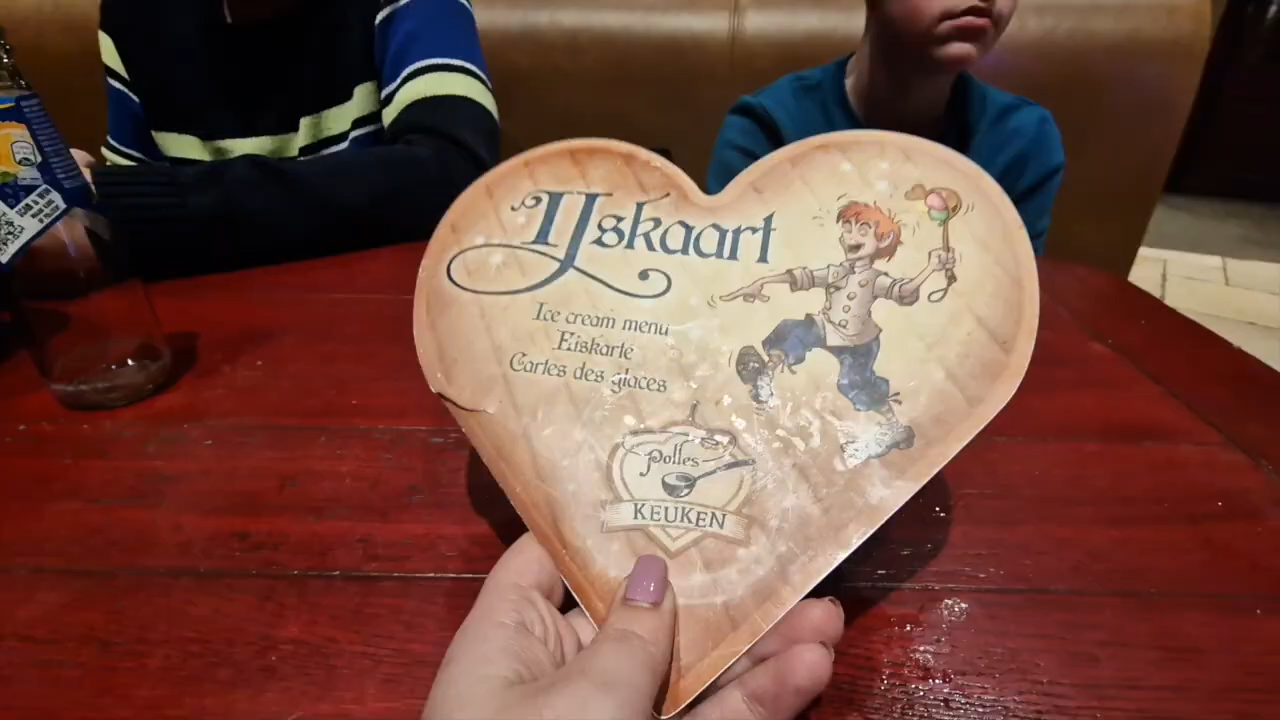 IJskaart
Ice cream menu
Eiskarte
Cartes des glaces
Polles
KEUKEN